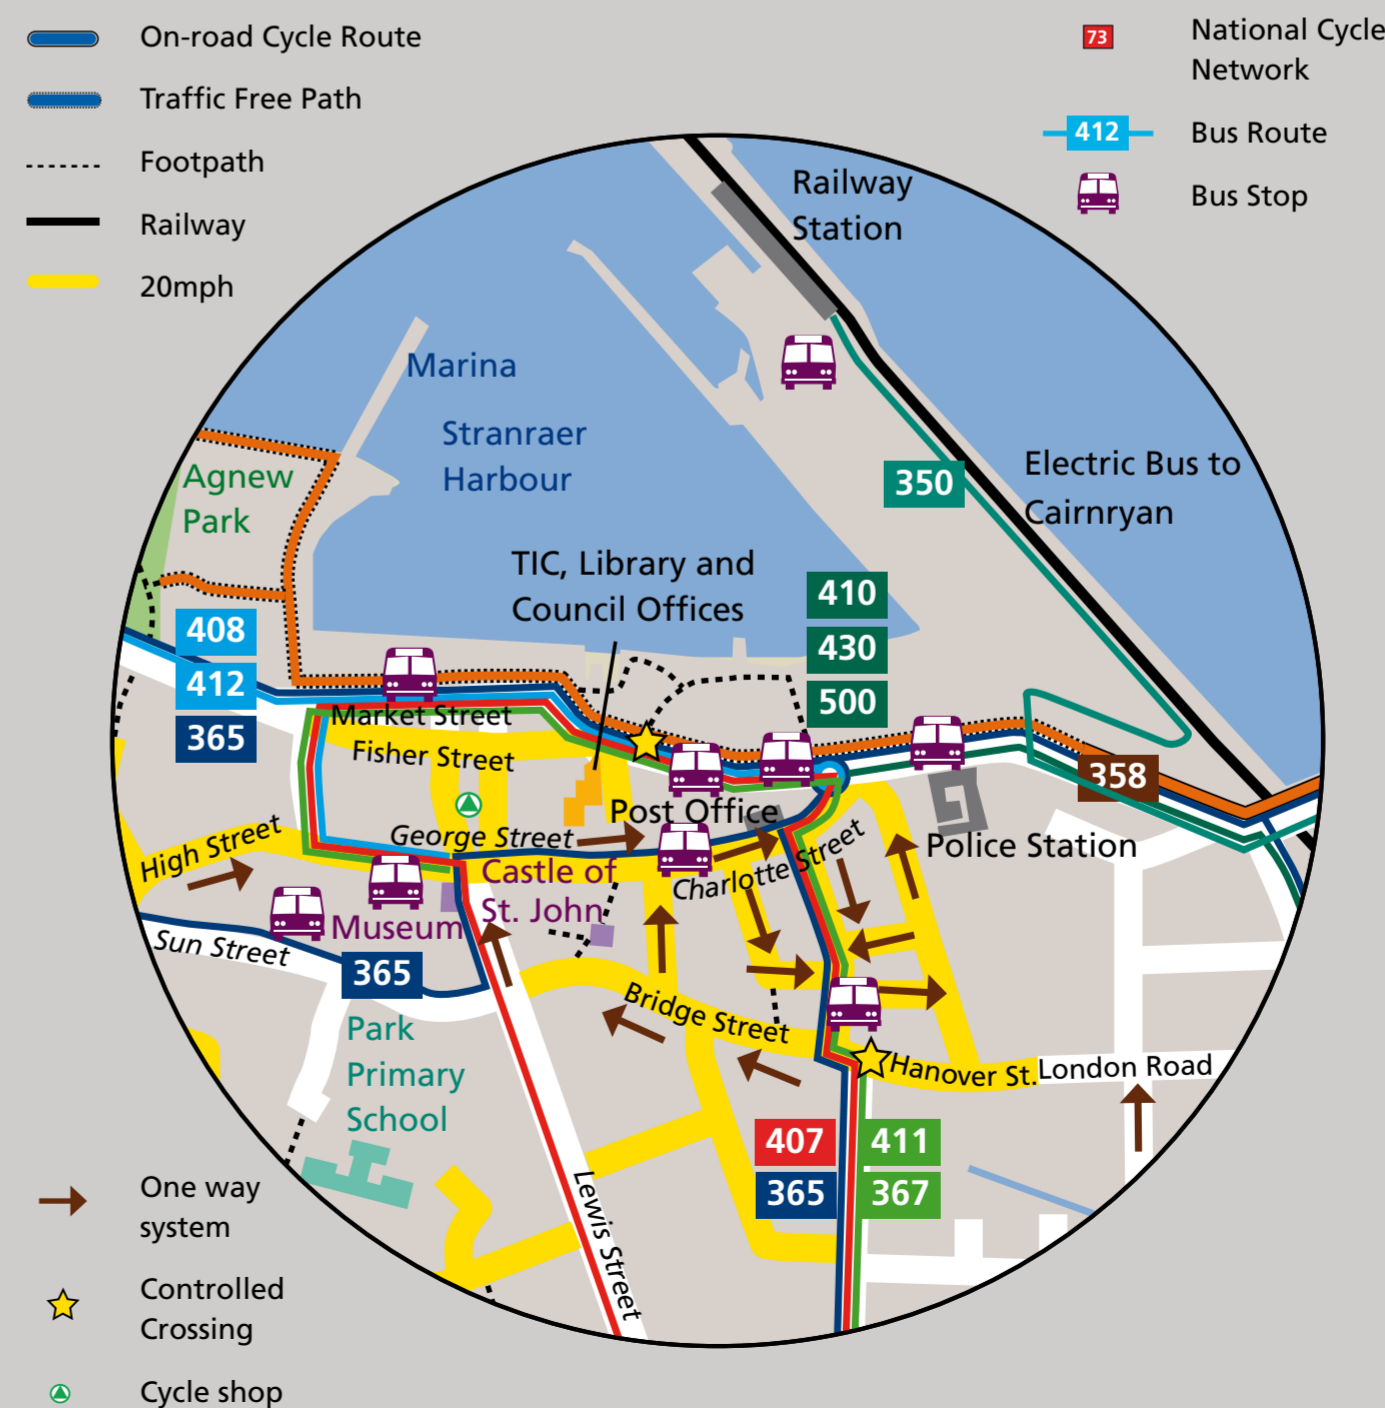 On-road Cycle Route
Traffic Free Path
Footpath
Railway
20mph
73
National Cycle
Network
412
Bus Route
Bus Stop
Railway
Station
Marina
Stranraer
Harbour
Agnew
Park
350
Electric Bus to
Cairnryan
TIC, Library and
Council Offices
410
430
500
408
412
365
Market Street
Fisher Street
358
Post Office
Police Station
High Street
George Street
Charlotte Street
Castle of
St. John
Museum
Sun Street
365
Bridge Street
Park
Primary
School
Hanover St.
London Road
407
365
411
367
Lewis Street
One way
system
Controlled
Crossing
Cycle shop